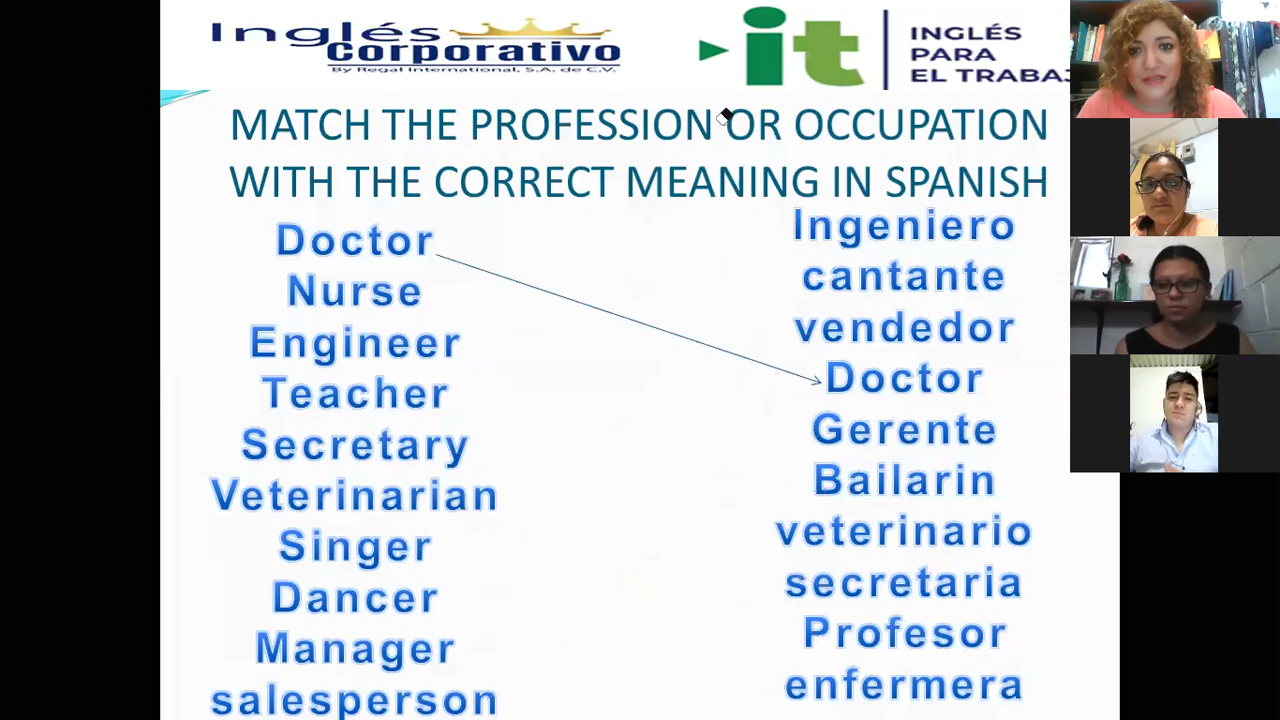 Inglés
Corporativo
By Regal International, S.A. de C.V.
it
INGLÉS
PARA
EL TRABAJ
MATCH THE PROFESSION OR OCCUPATION
WITH THE CORRECT MEANING IN SPANISH
Doctor
Nurse
Engineer
Teacher
Secretary
Veterinarian
Singer
Dancer
Manager
salesperson
Ingeniero
cantante
vendedor
Doctor
Gerente
Bailarin
veterinario
secretaria
Profesor
enfermera